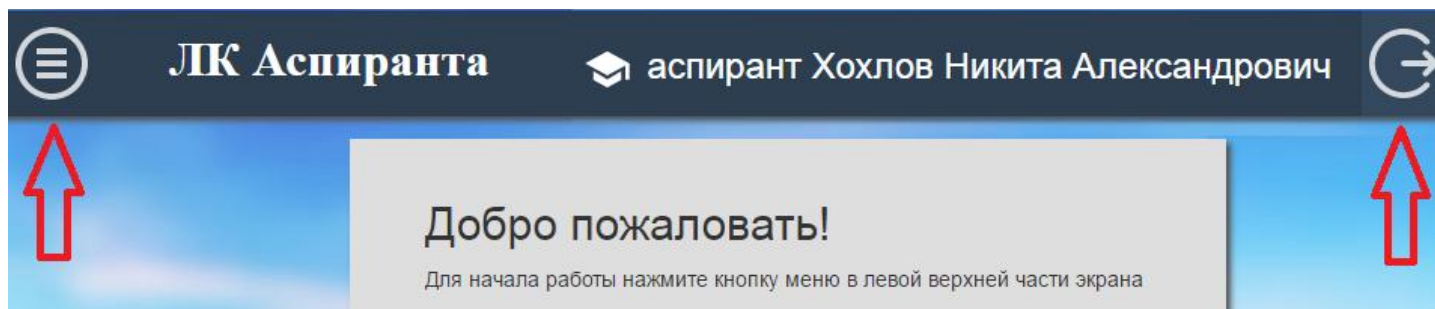 ЛК Аспиранта
аспирант Хохлов Никита Александрович
Добро пожаловать!
Для начала работы нажмите кнопку меню в левой верхней части экрана